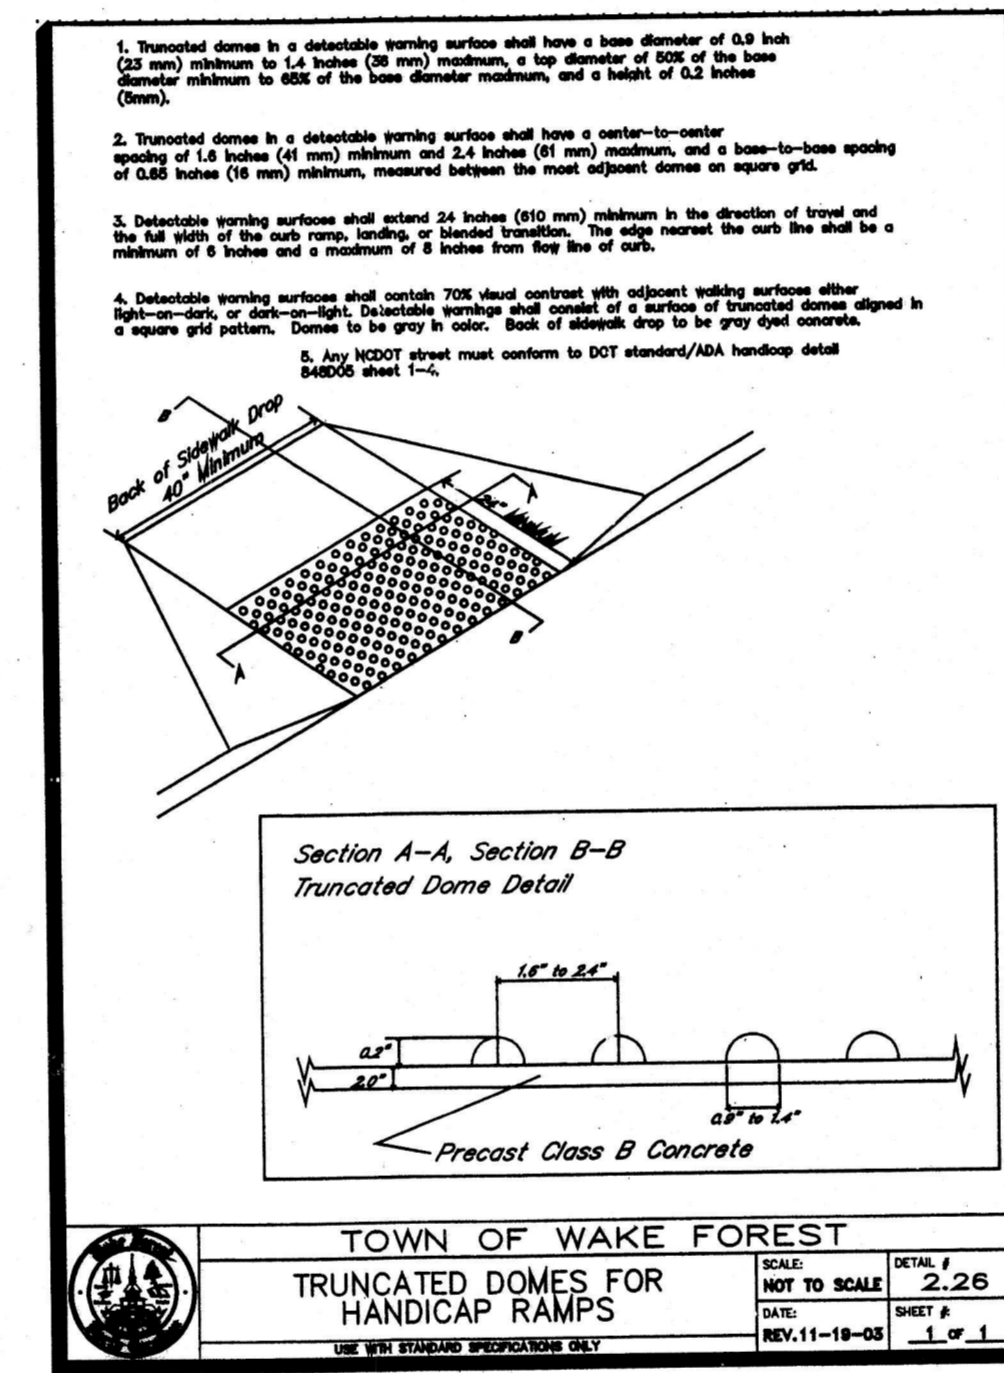 1. Truncated domes in a detectable warning surface shall have a base diameter of 0.9 inch
(23 mm) minimum to 1.4 inches (36 mm) maximum, a top diameter of 50% of the base
diameter minimum to 65% of the base diameter maximum, and a height of 0.2 inches
(5mm).
2. Truncated domes in a detectable warning surface shall have a center-to-center
spacing of 1.6 inches (41 mm) minimum and 2.4 inches (61 mm) maximum, and a base-to-base spacing
of 0.65 inches (16 mm) minimum, measured between the most adjacent domes on square grid.
3. Detectable warning surfaces shall extend 24 inches (610 mm) minimum in the direction of travel and
the full width of the curb ramp, landing, or blended transition. The edge nearest the curb line shall be a
minimum of 6 inches and a maximum of 8 inches from flow line of curb.
4. Detectable warning surfaces shall contain 70% visual contrast with adjacent walking surfaces either
light-on-dark, or dark-on-light. Detectable warnings shall consist of a surface of truncated domes aligned in
a square grid pattern. Domes to be gray in color. Back of sidewalk drop to be gray dyed concrete.
5. Any NCDOT street must conform to DOT standard/ADA handicap detail
848D05 sheet 1-4.
B
Back of Sidewalk Drop
40" Minimum
A
24"
B
A
Section A-A, Section B-B
Truncated Dome Detail
1.6" to 2.4"
0.2"
2.0"
0.9" to 1.4"
Precast Class B Concrete
TOWN OF WAKE FOREST
TRUNCATED DOMES FOR
HANDICAP RAMPS
USE WITH STANDARD SPECIFICATIONS ONLY
SCALE:
NOT TO SCALE
DETAIL #
2.26
DATE:
REV.11-19-03
SHEET #:
1 OF 1